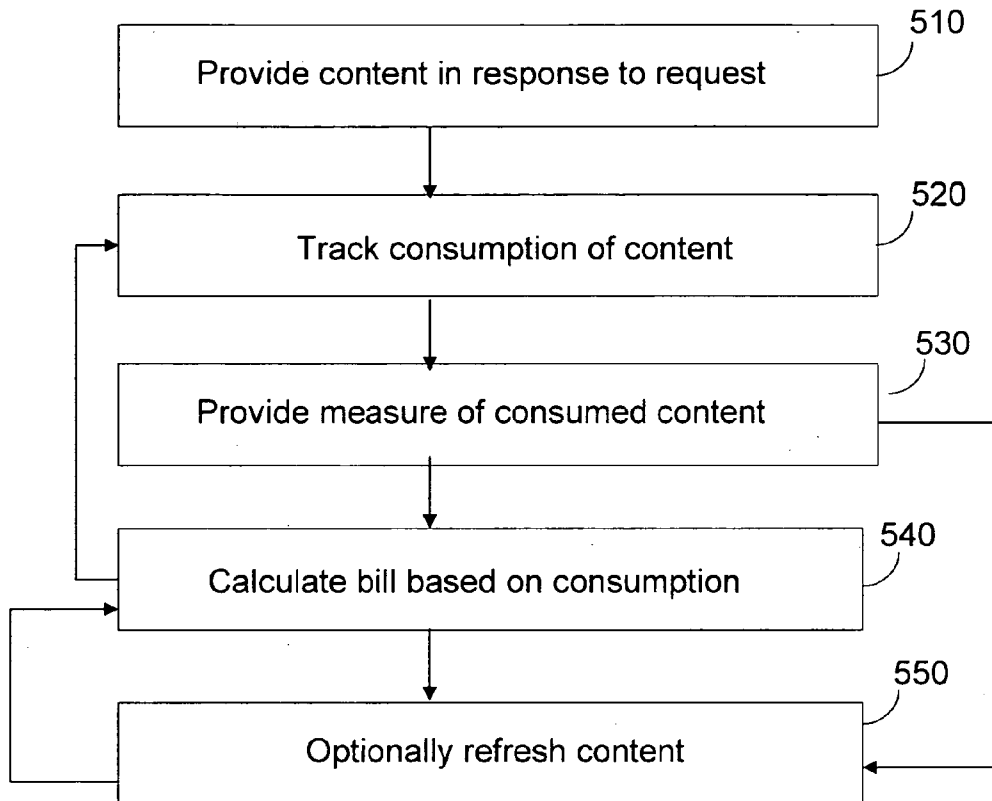 510
Provide content in response to request
520
Track consumption of content
530
Provide measure of consumed content
540
Calculate bill based on consumption
550
Optionally refresh content